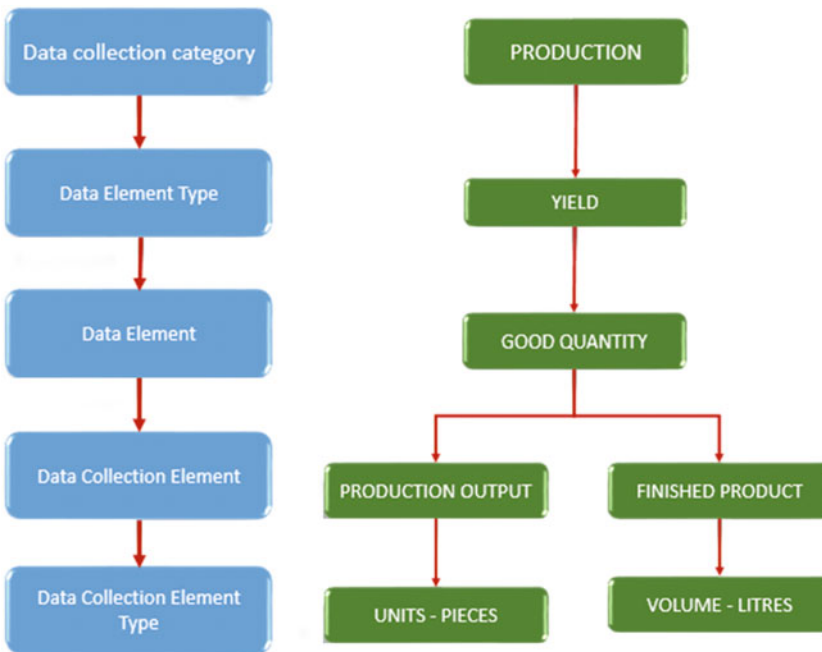 Data collection category
Data Element Type
Data Element
Data Collection Element
Data Collection Element
Type
PRODUCTION
YIELD
GOOD QUANTITY
PRODUCTION OUTPUT
FINISHED PRODUCT
UNITS - PIECES
VOLUME - LITRES